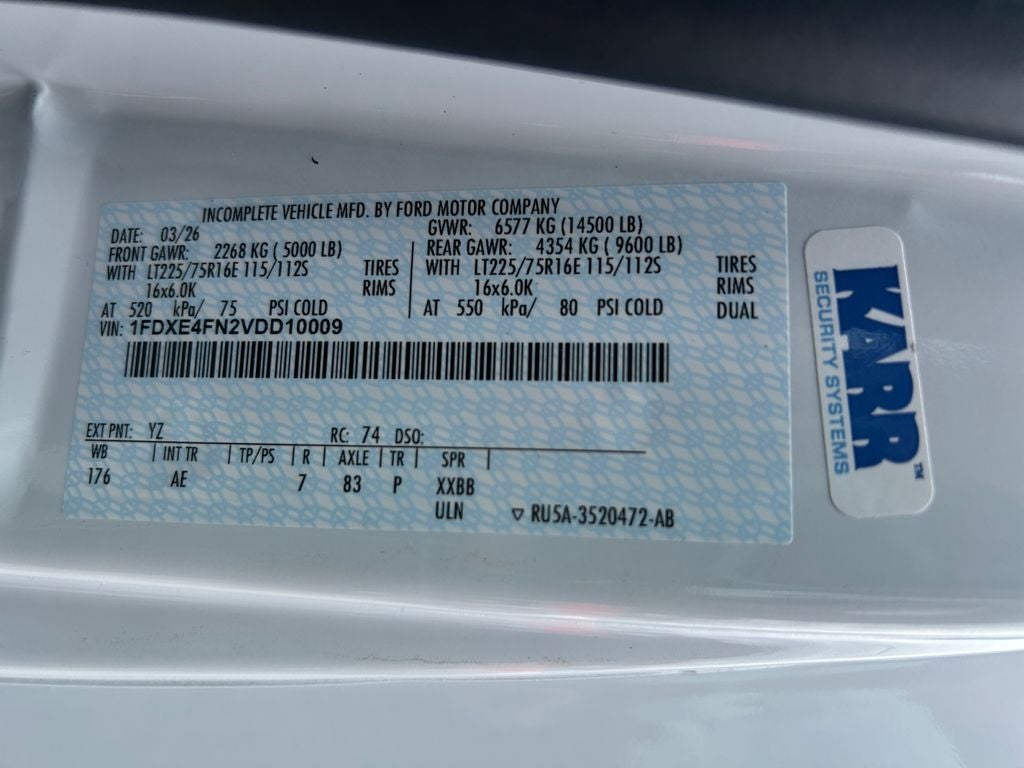 INCOMPLETE VEHICLE MFD. BY FORD MOTOR COMPANY
DATE: 03/26 GVWR: 6577 KG (14500 LB)
FRONT GAWR: 2268 KG ( 5000 LB) REAR GAWR: 4354 KG ( 9600 LB)
WITH LT225/75R16E 115/112S TIRES WITH LT225/75R16E 115/112S TIRES
16x6.0K RIMS 16x6.0K RIMS
AT 520 kPa/ 75 PSI COLD AT 550 kPa/ 80 PSI COLD DUAL
VIN: 1FDXE4FN2VDD10009
EXT PNT: YZ RC: 74 DSO:
WB INT TR TP/PS R AXLE TR SPR
176 AE 7 83 P XXBB
ULN ▽ RU5A-3520472-AB
KARR™
SECURITY SYSTEMS